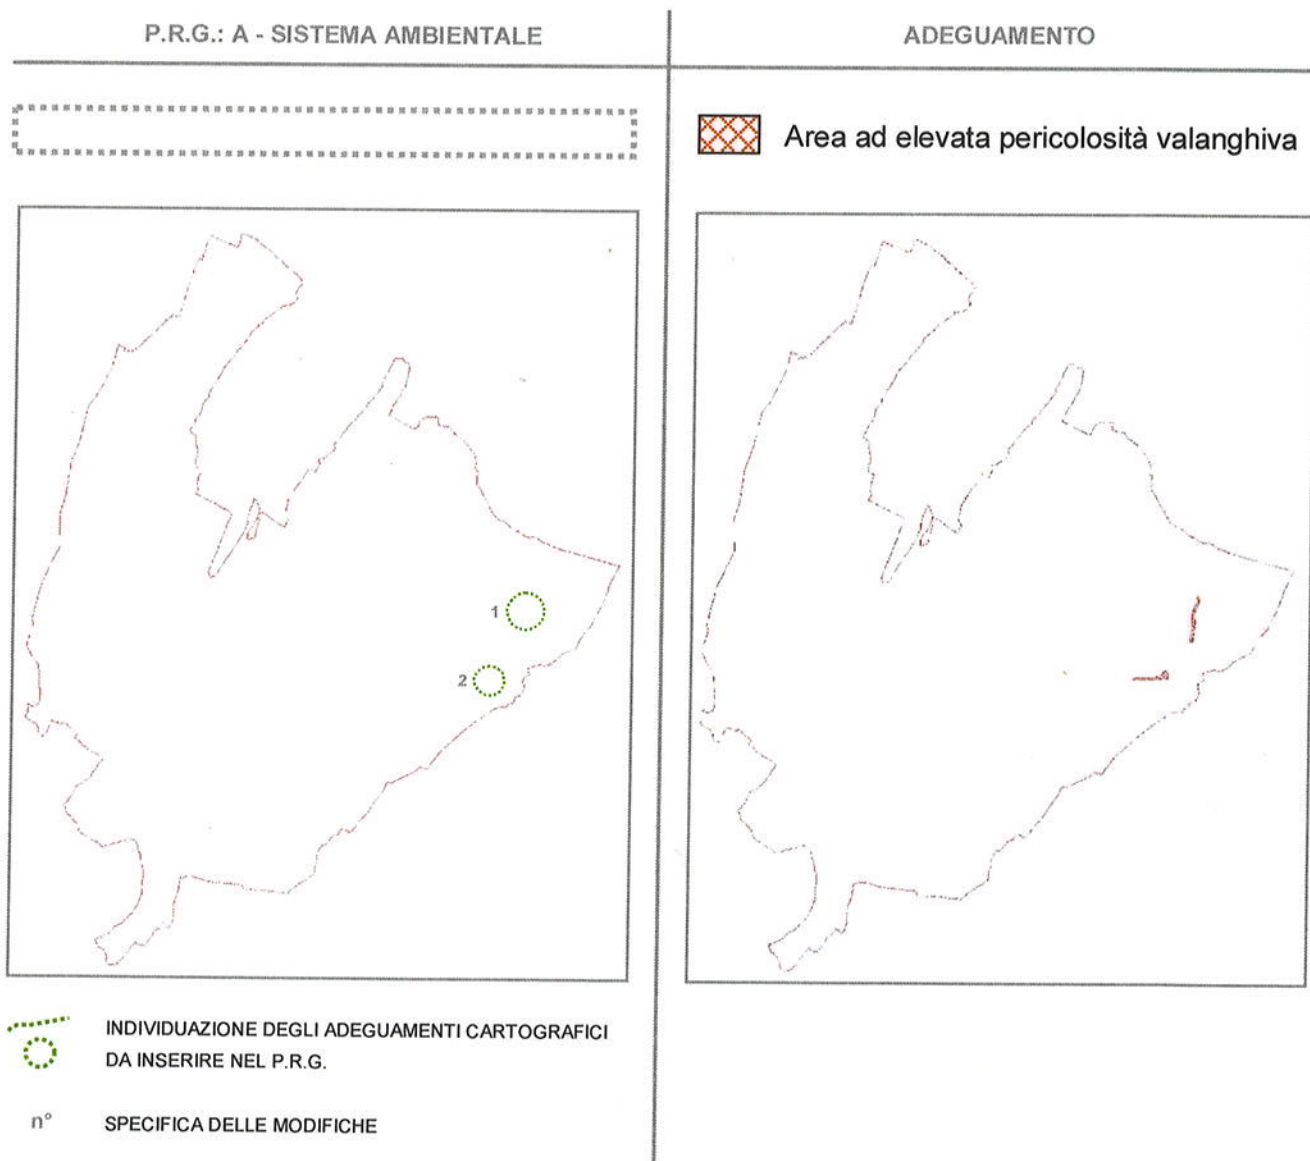 P.R.G.: A - SISTEMA AMBIENTALE
ADEGUAMENTO
Area ad elevata pericolosità valanghiva
1
2
INDIVIDUAZIONE DEGLI ADEGUAMENTI CARTOGRAFICI
DA INSERIRE NEL P.R.G.
n° SPECIFICA DELLE MODIFICHE